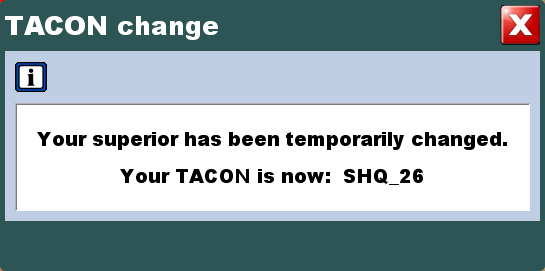 TACON change
X
i
Your superior has been temporarily changed.
Your TACON is now: SHQ_26